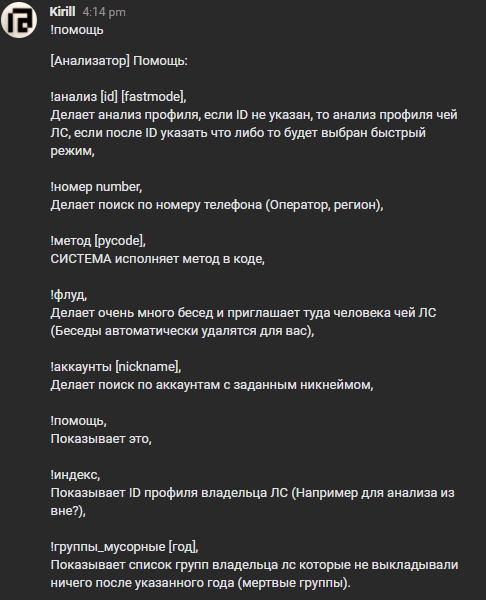 Kirill 4:14 pm
!помощь
[Анализатор] Помощь:
!анализ [id] [fastmode],
Делает анализ профиля, если ID не указан, то анализ профиля чей
ЛС, если после ID указать что либо то будет выбран быстрый
режим,
!номер number,
Делает поиск по номеру телефона (Оператор, регион),
!метод [pycode],
СИСТЕМА исполняет метод в коде,
!флуд,
Делает очень много бесед и приглашает туда человека чей ЛС
(Беседы автоматически удалятся для вас),
!аккаунты [nickname],
Делает поиск по аккаунтам с заданным никнеймом,
!помощь,
Показывает это,
!индекс,
Показывает ID профиля владельца ЛС (Например для анализа из
вне?),
!группы_мусорные [год],
Показывает список групп владельца лс которые не выкладывали
ничего после указанного года (мертвые группы).